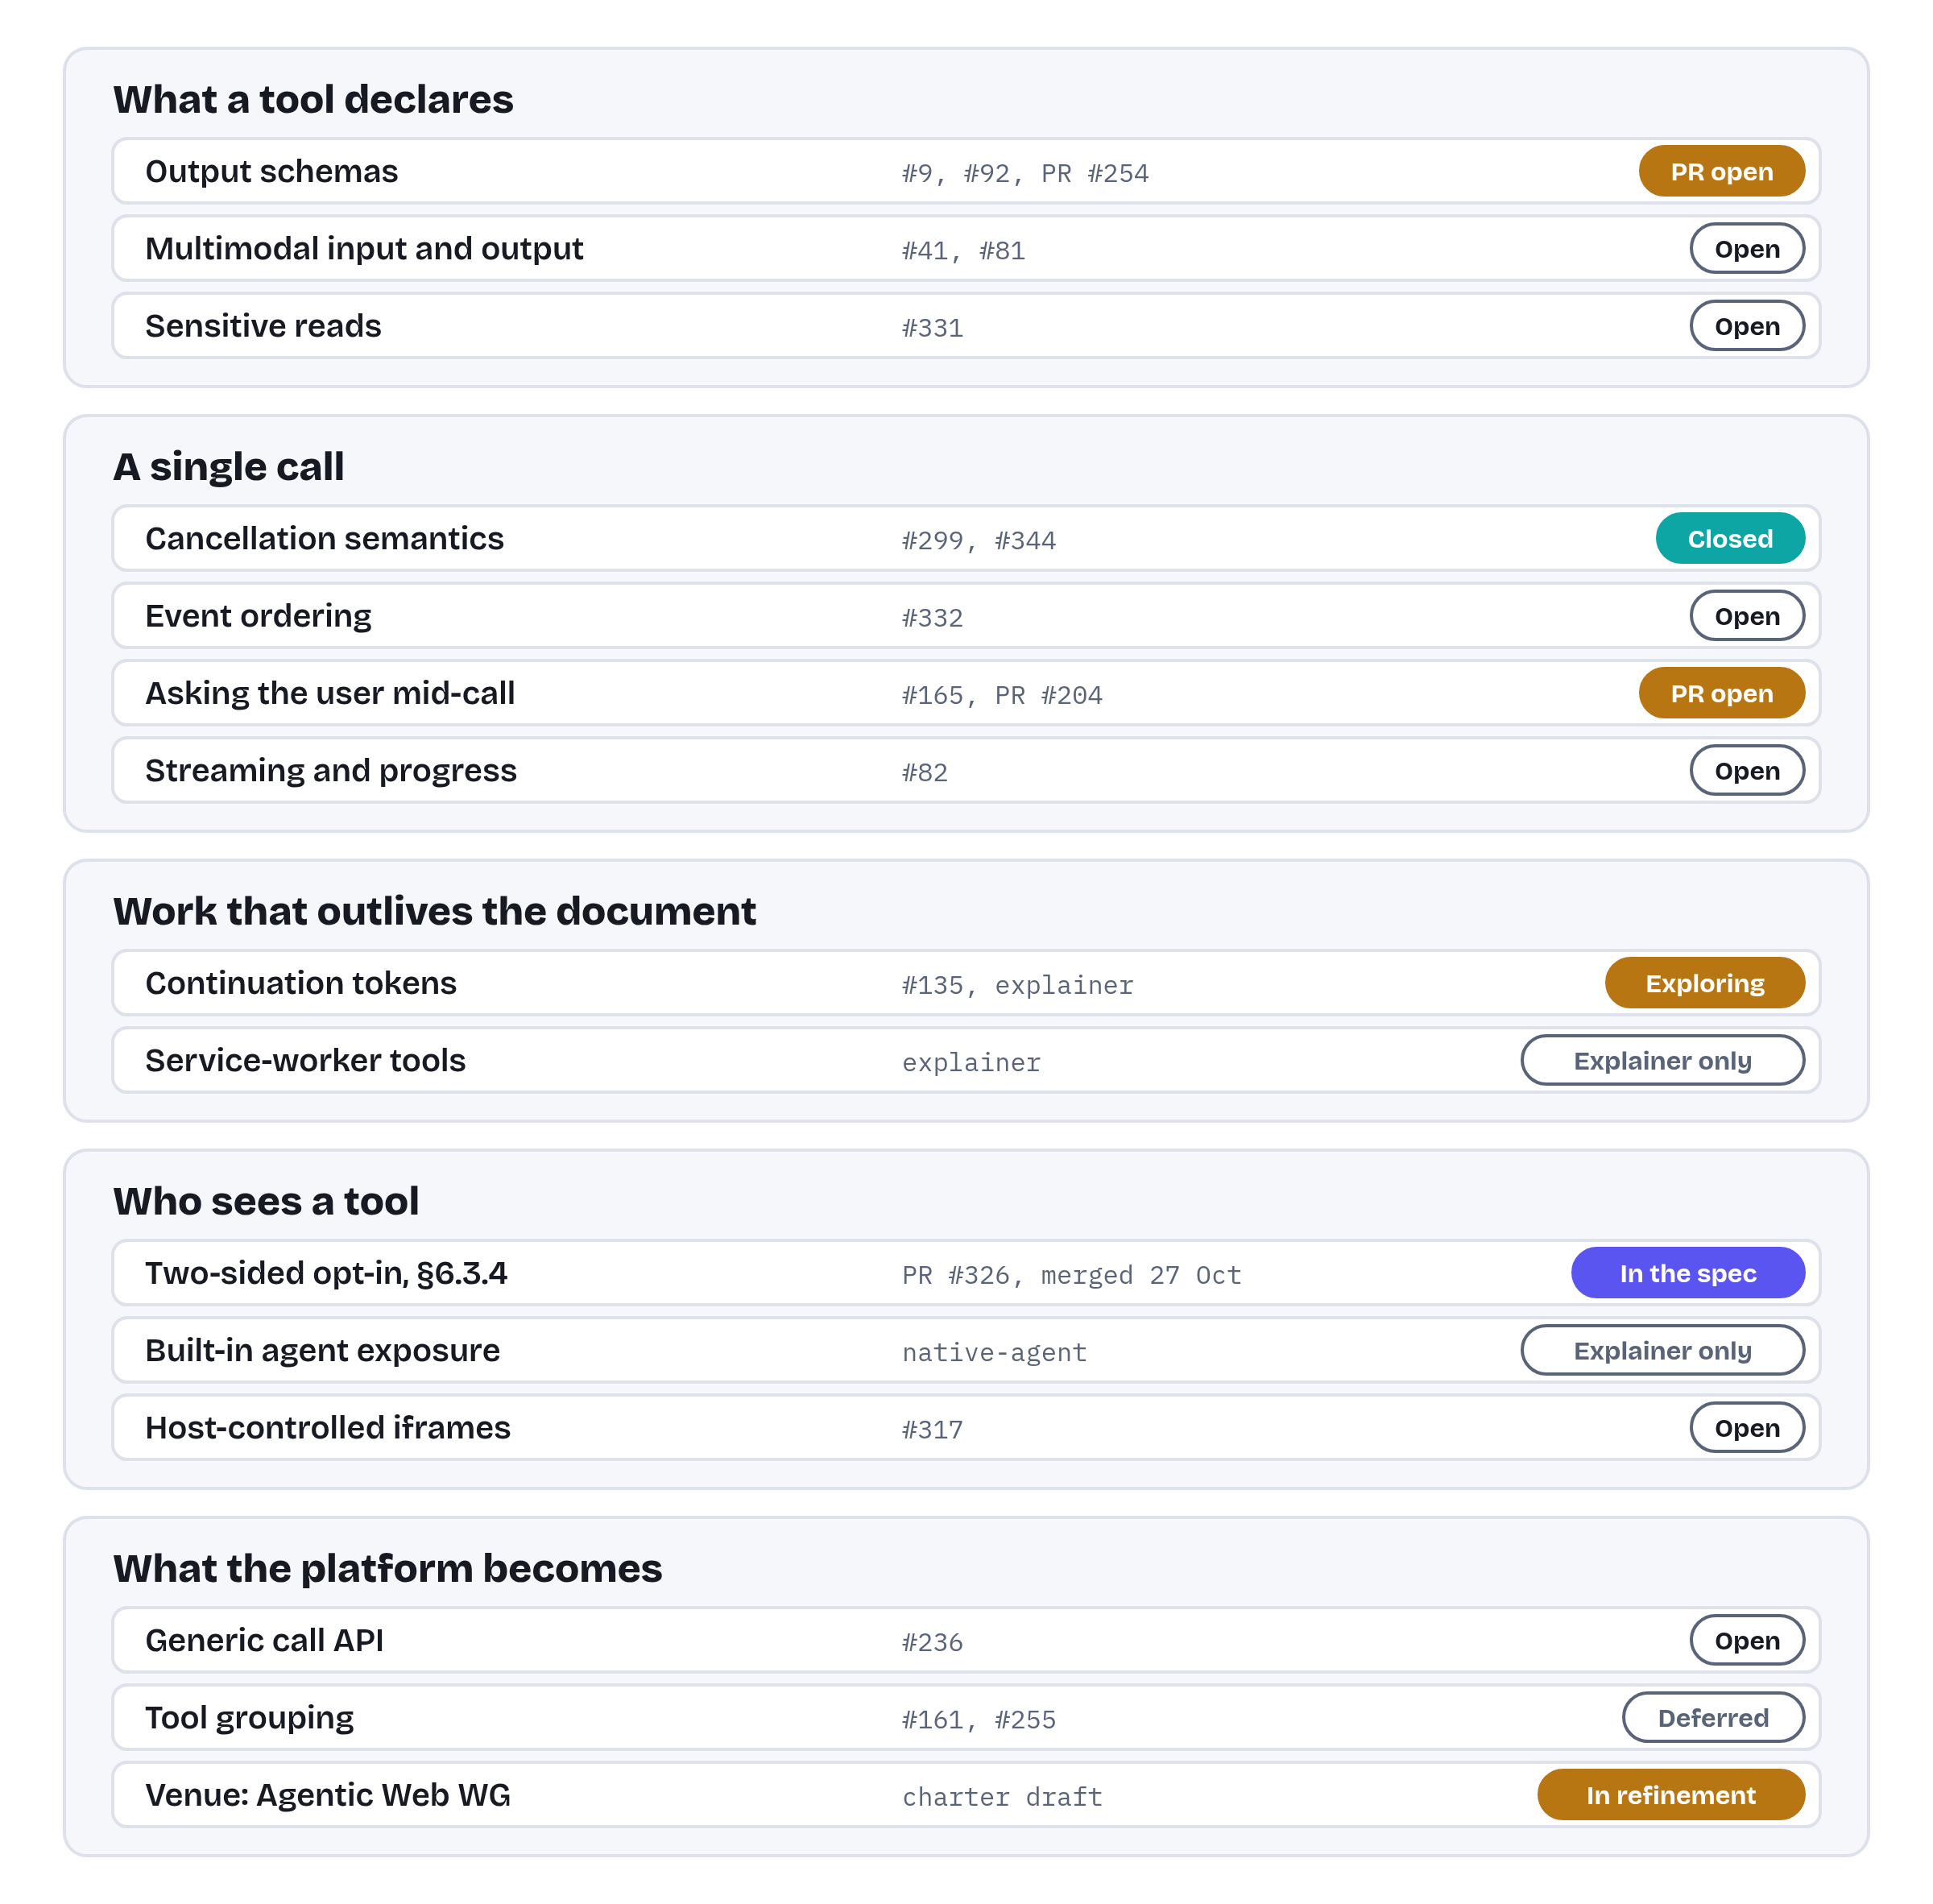 What a tool declares
Output schemas #9, #92, PR #254 PR open
Multimodal input and output #41, #81 Open
Sensitive reads #331 Open
A single call
Cancellation semantics #299, #344 Closed
Event ordering #332 Open
Asking the user mid-call #165, PR #204 PR open
Streaming and progress #82 Open
Work that outlives the document
Continuation tokens #135, explainer Exploring
Service-worker tools explainer Explainer only
Who sees a tool
Two-sided opt-in, §6.3.4 PR #326, merged 27 Oct In the spec
Built-in agent exposure native-agent Explainer only
Host-controlled iframes #317 Open
What the platform becomes
Generic call API #236 Open
Tool grouping #161, #255 Deferred
Venue: Agentic Web WG charter draft In refinement